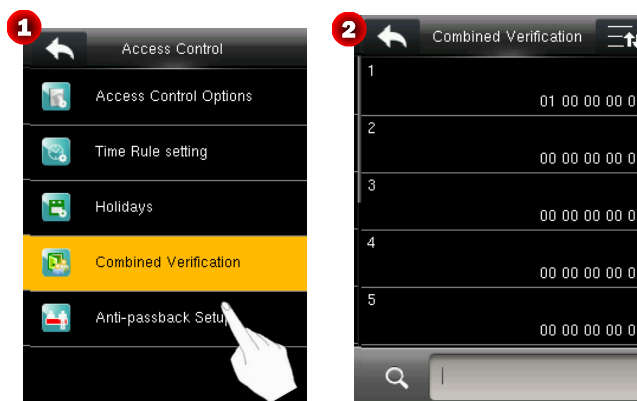 1
Access Control
Access Control Options
Time Rule setting
Holidays
Combined Verification
Anti-passback Setup
2
Combined Verification
1
01 00 00 00 0
2
00 00 00 00 0
3
00 00 00 00 0
4
00 00 00 00 0
5
00 00 00 00 0